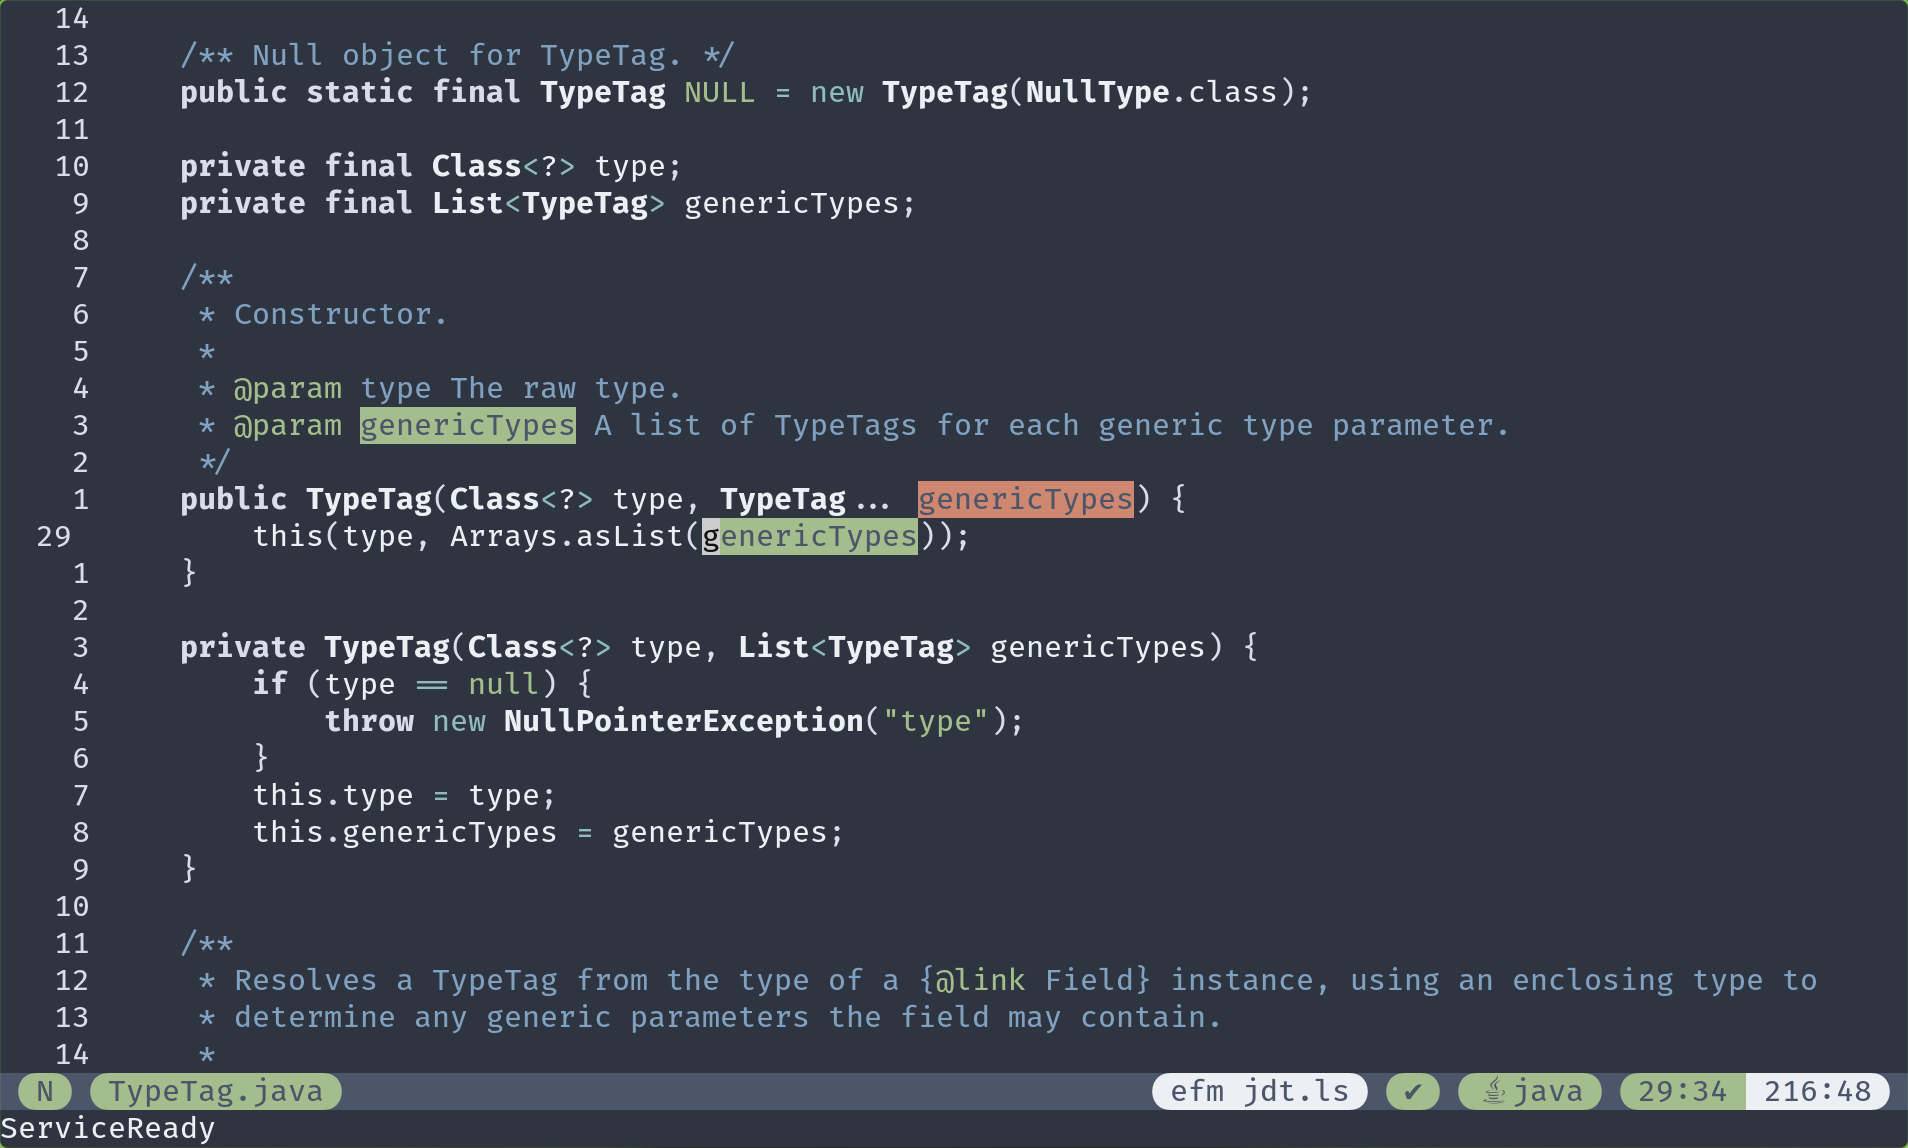 14
13 /** Null object for TypeTag. */
12 public static final TypeTag NULL = new TypeTag(NullType.class);
11
10 private final Class<?> type;
9 private final List<TypeTag> genericTypes;
8
7 /**
6 * Constructor.
5 *
4 * @param type The raw type.
3 * @param genericTypes A list of TypeTags for each generic type parameter.
2 */
1 public TypeTag(Class<?> type, TypeTag... genericTypes) {
29 this(type, Arrays.asList(genericTypes));
1 }
2
3 private TypeTag(Class<?> type, List<TypeTag> genericTypes) {
4 if (type == null) {
5 throw new NullPointerException("type");
6 }
7 this.type = type;
8 this.genericTypes = genericTypes;
9 }
10
11 /**
12 * Resolves a TypeTag from the type of a {@link Field} instance, using an enclosing type to
13 * determine any generic parameters the field may contain.
14 *
N TypeTag.java efm jdt.ls ✔ java 29:34 216:48
ServiceReady